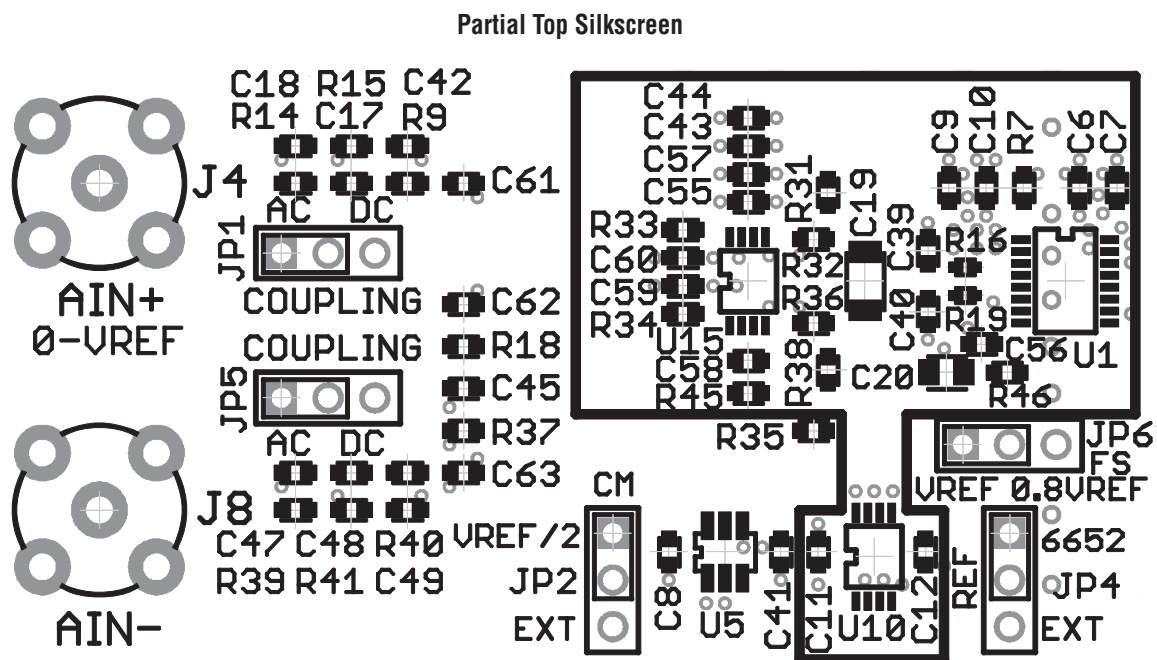 Partial Top Silkscreen
C18 R15 C42
R14 C17 R9
J4
C61
AC DC
JP1
COUPLING
AIN+
0-VREF
C62
COUPLING
R18
JP5
C45
AC DC
R37
C63
J8
C47 C48 R40
R39 R41 C49
AIN-
C44
C43
C57
C55
R33
C60
C59
R34
U15
C58
R45
R31
R32
R36
R38
C19
C39
C40
C20
C9
C10
R7
C6
C7
R16
R19
C56
U1
R46
R35
JP6
FS
VREF 0.8VREF
CM
VREF/2
JP2
EXT
C8
U5
C41
C11
U10
C12
REF
6652
JP4
EXT